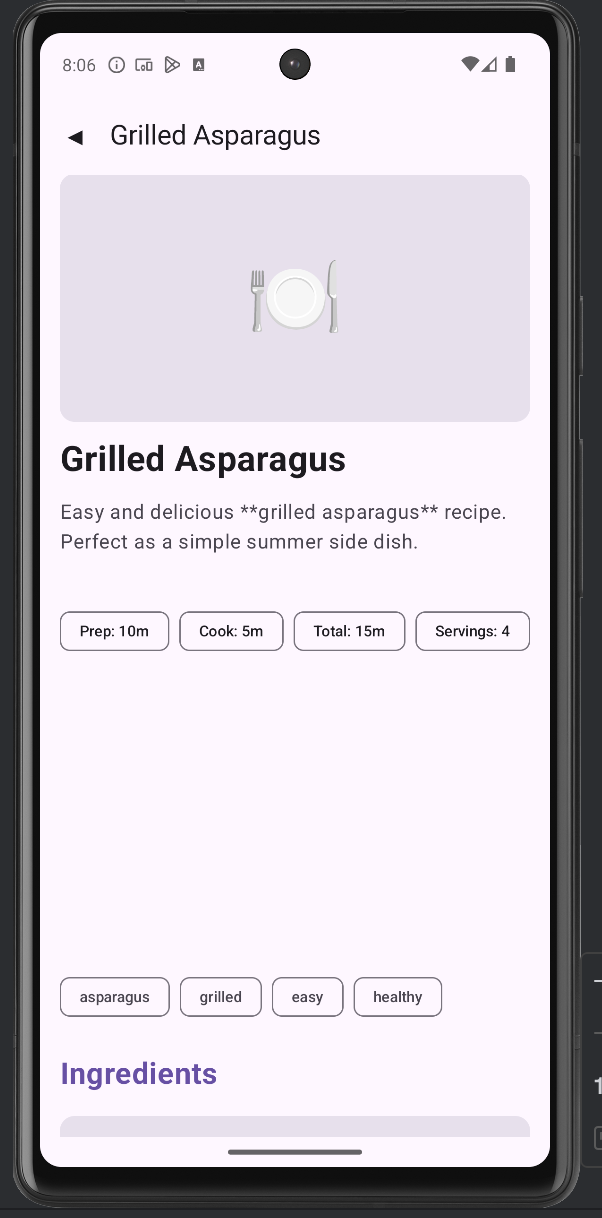 8:06
Grilled Asparagus
Grilled Asparagus
Easy and delicious **grilled asparagus** recipe.
Perfect as a simple summer side dish.
Prep: 10m
Cook: 5m
Total: 15m
Servings: 4
asparagus
grilled
easy
healthy
Ingredients